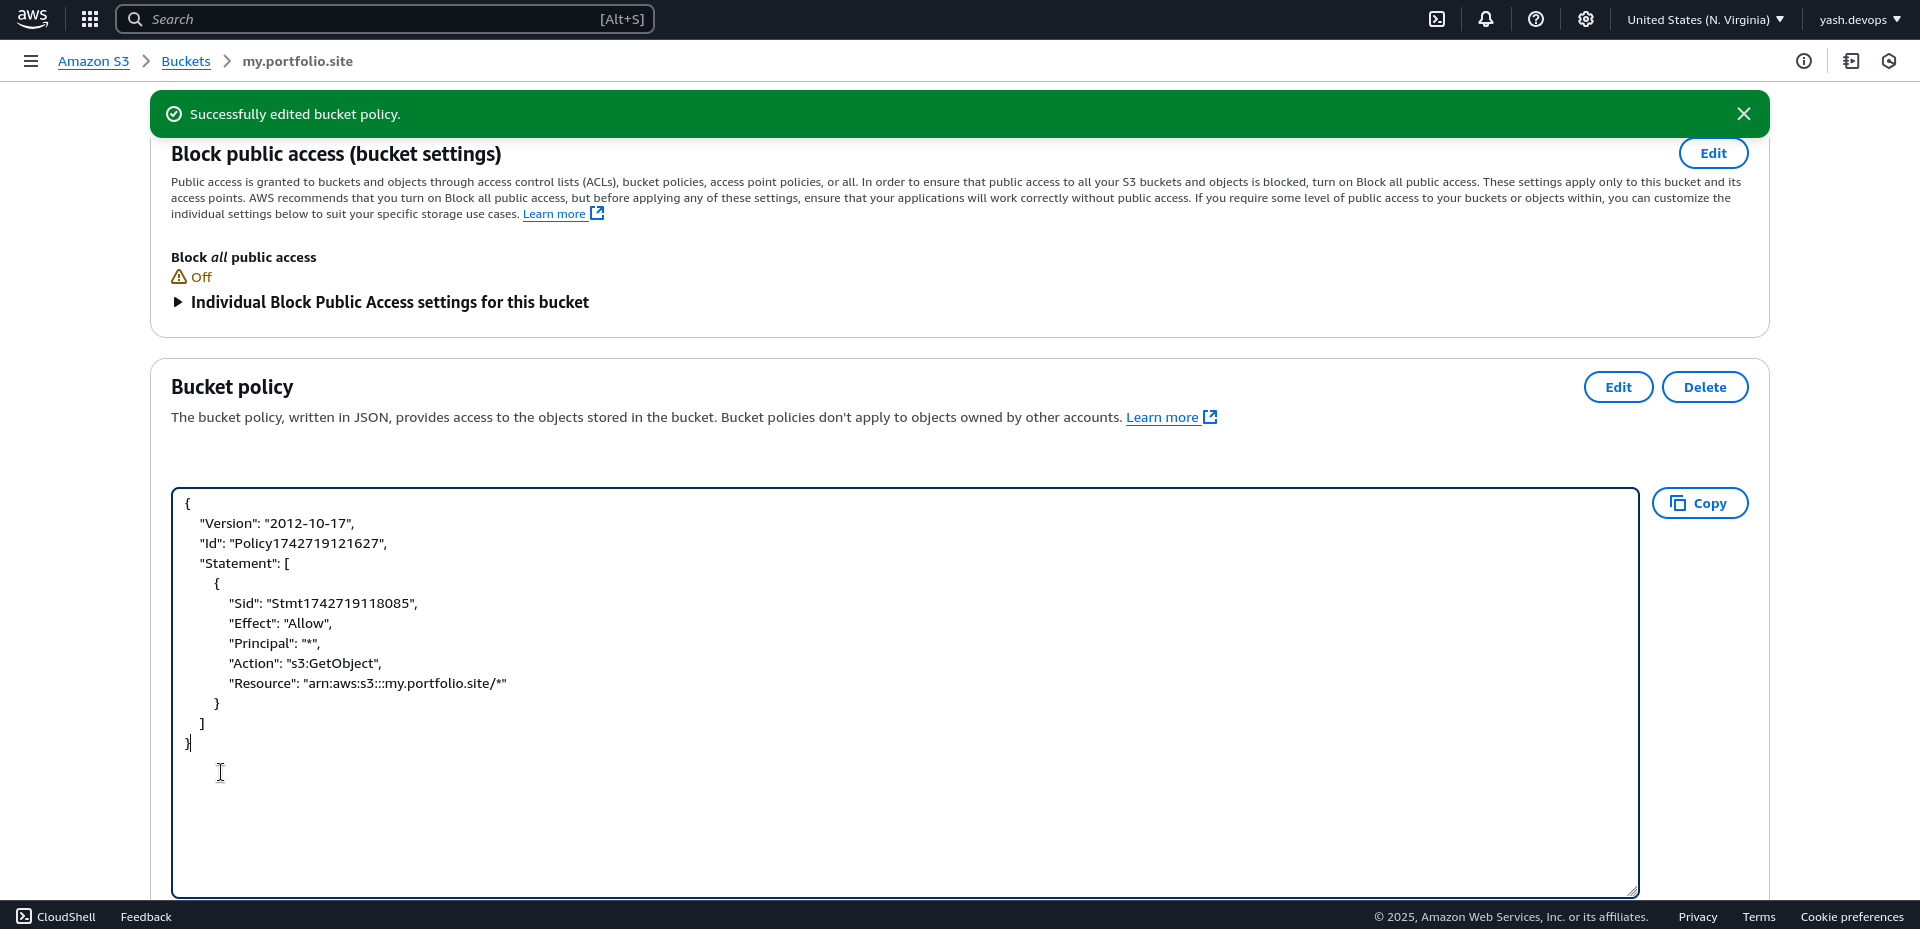 aws
Search [Alt+S]
United States (N. Virginia) yash.devops
Amazon S3 Buckets my.portfolio.site
Successfully edited bucket policy.
Block public access (bucket settings) Edit
Public access is granted to buckets and objects through access control lists (ACLs), bucket policies, access point policies, or all. In order to ensure that public access to all your S3 buckets and objects is blocked, turn on Block all public access. These settings apply only to this bucket and its
access points. AWS recommends that you turn on Block all public access, but before applying any of these settings, ensure that your applications will work correctly without public access. If you require some level of public access to your buckets or objects within, you can customize the
individual settings below to suit your specific storage use cases. Learn more
Block all public access
Off
Individual Block Public Access settings for this bucket
Bucket policy Edit Delete
The bucket policy, written in JSON, provides access to the objects stored in the bucket. Bucket policies don't apply to objects owned by other accounts. Learn more
Copy
{
"Version": "2012-10-17",
"Id": "Policy1742719121627",
"Statement": [
{
"Sid": "Stmt1742719118085",
"Effect": "Allow",
"Principal": "*",
"Action": "s3:GetObject",
"Resource": "arn:aws:s3:::my.portfolio.site/*"
}
]
}
CloudShell Feedback © 2025, Amazon Web Services, Inc. or its affiliates. Privacy Terms Cookie preferences